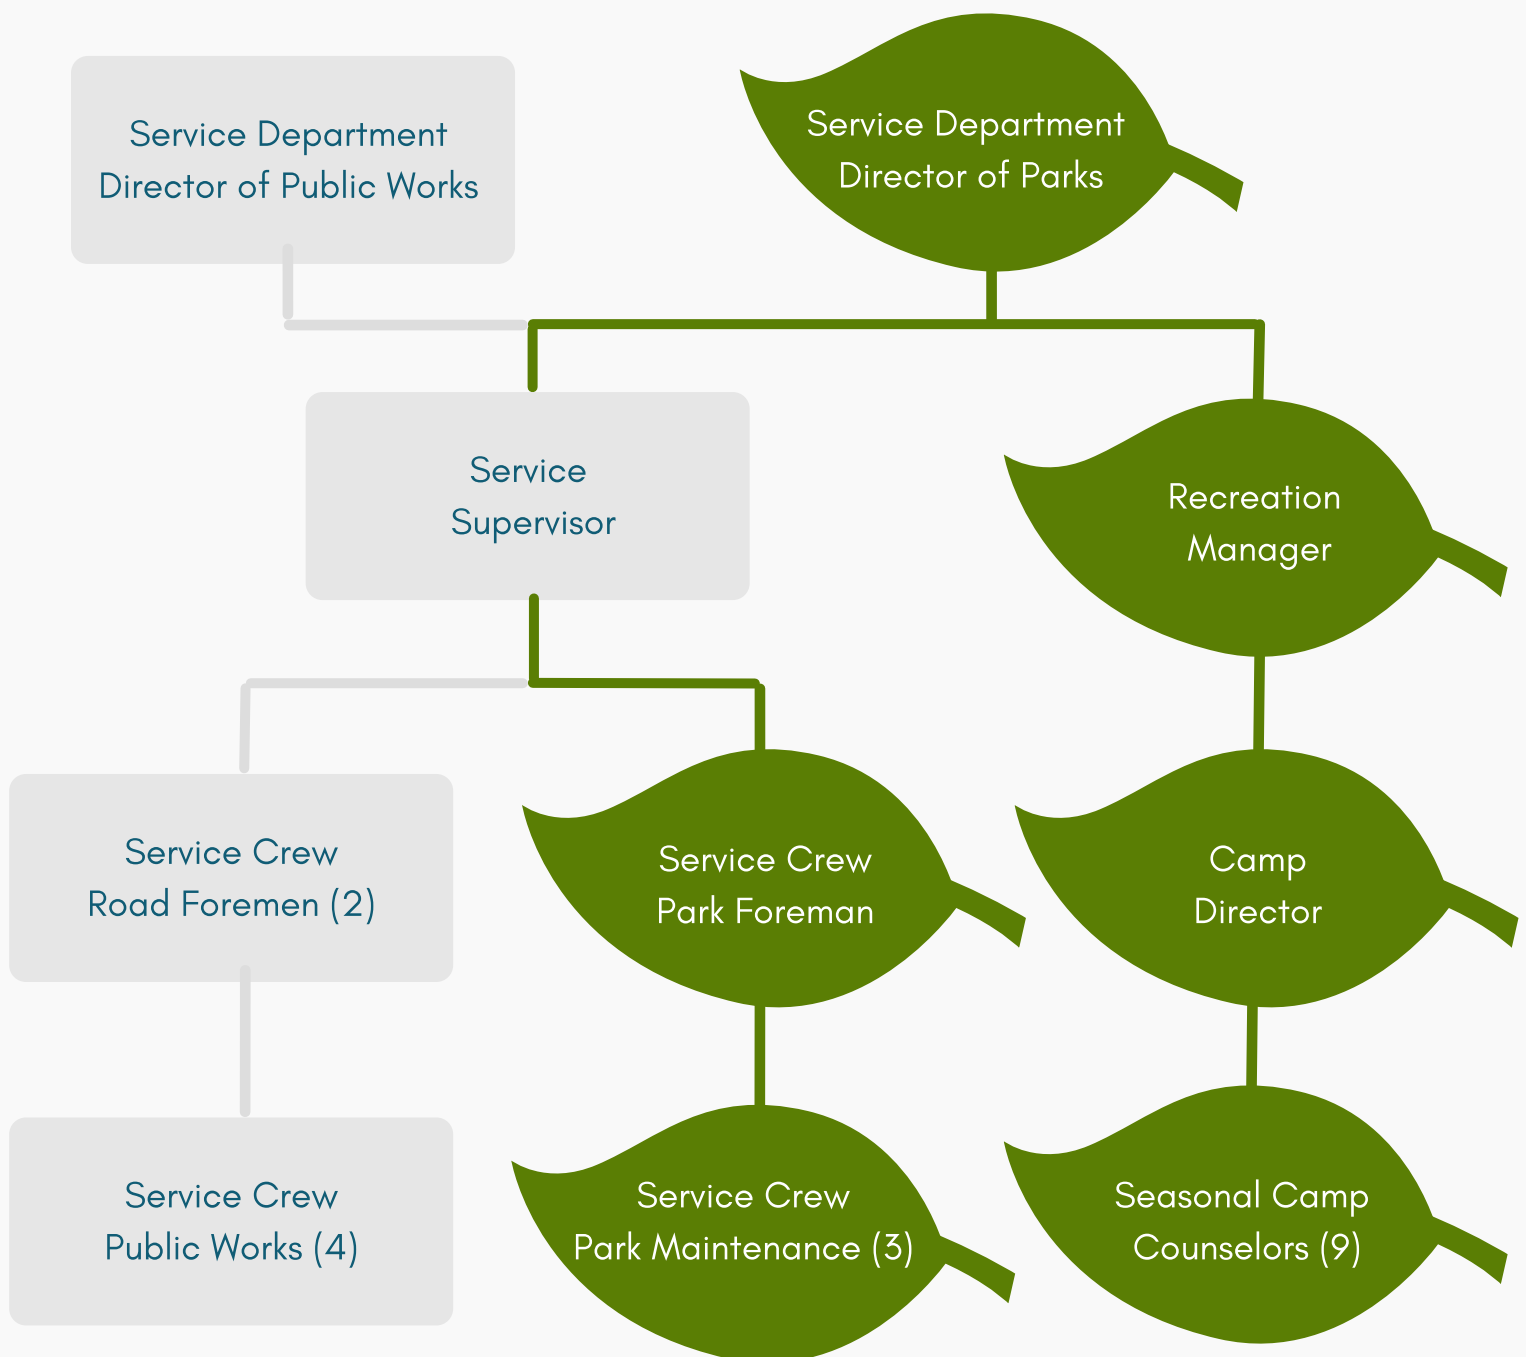 Service Department
Director of Public Works
Service Department
Director of Parks
Service
Supervisor
Recreation
Manager
Service Crew
Road Foremen (2)
Service Crew
Park Foreman
Camp
Director
Service Crew
Public Works (4)
Service Crew
Park Maintenance (3)
Seasonal Camp
Counselors (9)